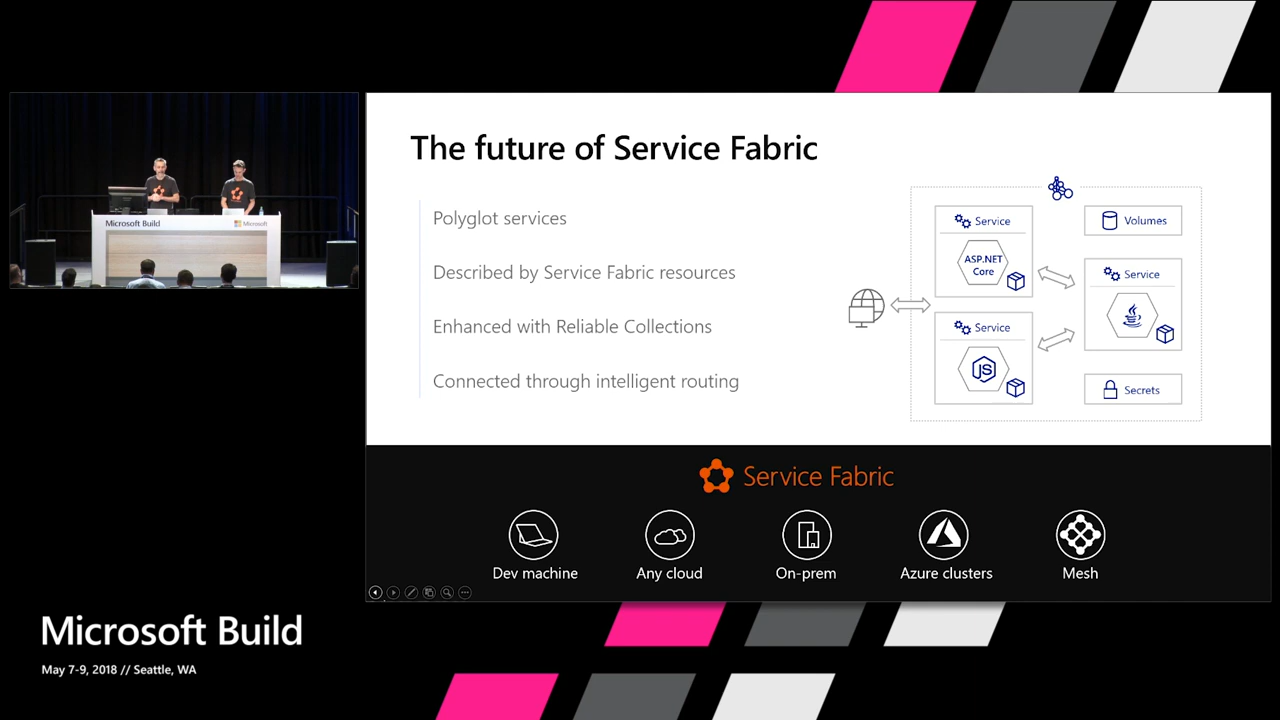 Microsoft Build
Microsoft
The future of Service Fabric
Polyglot services
Described by Service Fabric resources
Enhanced with Reliable Collections
Connected through intelligent routing
Service
ASP.NET
Core
Service
JS
Volumes
Service
Secrets
Service Fabric
Dev machine
Any cloud
On-prem
Azure clusters
Mesh
Microsoft Build
May 7-9, 2018 // Seattle, WA